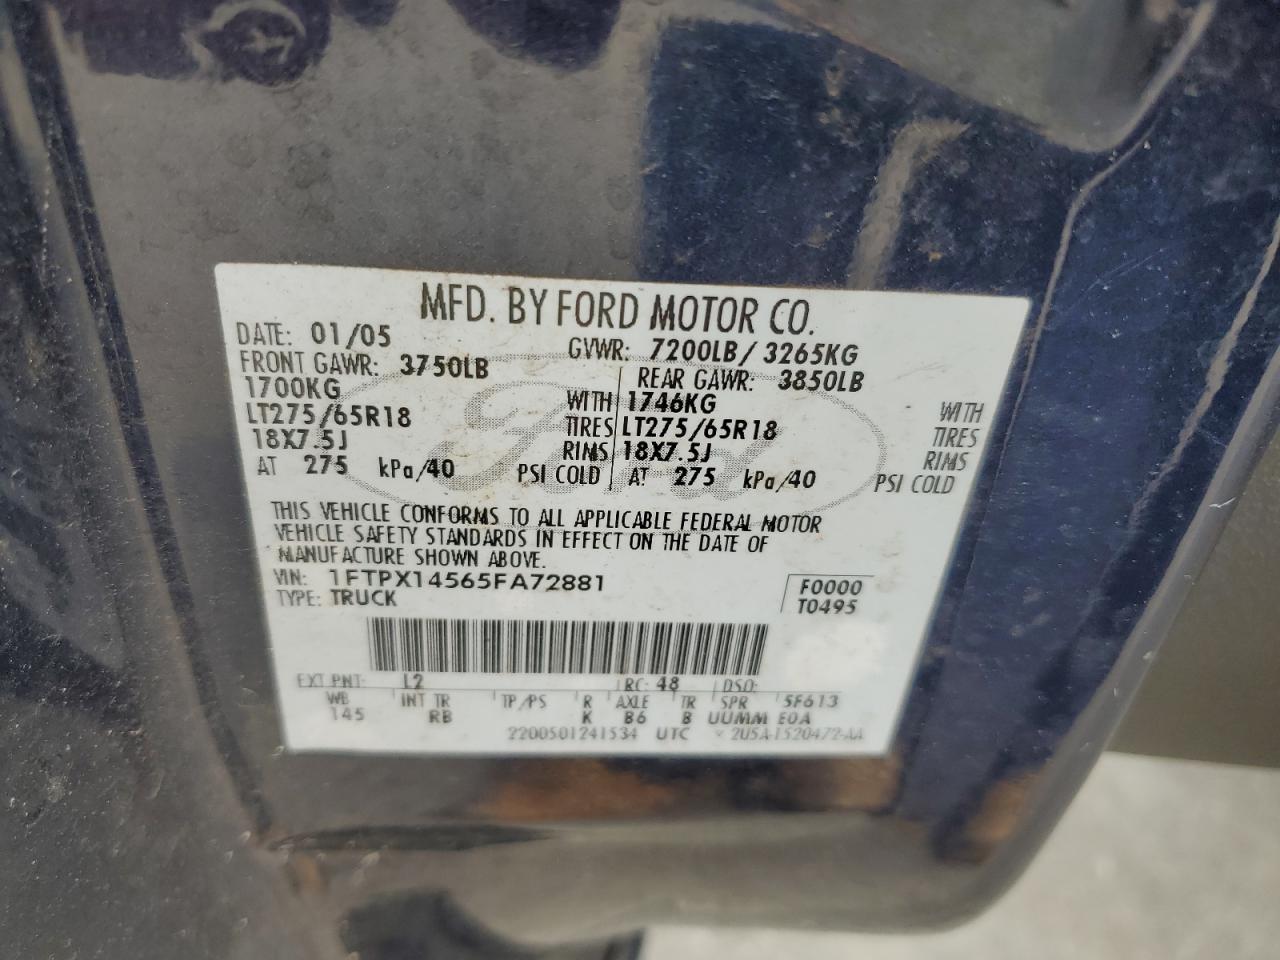 MFD. BY FORD MOTOR CO.
DATE: 01/05 GVWR: 7200LB/ 3265KG
FRONT GAWR: 3750LB REAR GAWR: 3850LB
1700KG WITH 1746KG WITH
LT275/65R18 TIRES LT275/65R18 TIRES
18X7.5J RIMS 18X7.5J RIMS
AT 275 kPa/40 PSI COLD AT 275 kPa/40 PSI COLD
Ford
THIS VEHICLE CONFORMS TO ALL APPLICABLE FEDERAL MOTOR
VEHICLE SAFETY STANDARDS IN EFFECT ON THE DATE OF
MANUFACTURE SHOWN ABOVE.
VIN: 1FTPX14565FA72881 F0000
TYPE: TRUCK T0495
EXT PNT: L2 RC: 48 DSO:
WB INT TR TP/PS R AXLE TR SPR 5F613
145 RB K B6 B UUMM E0A
2200501241534 UTC 2U5A-1520472-AA